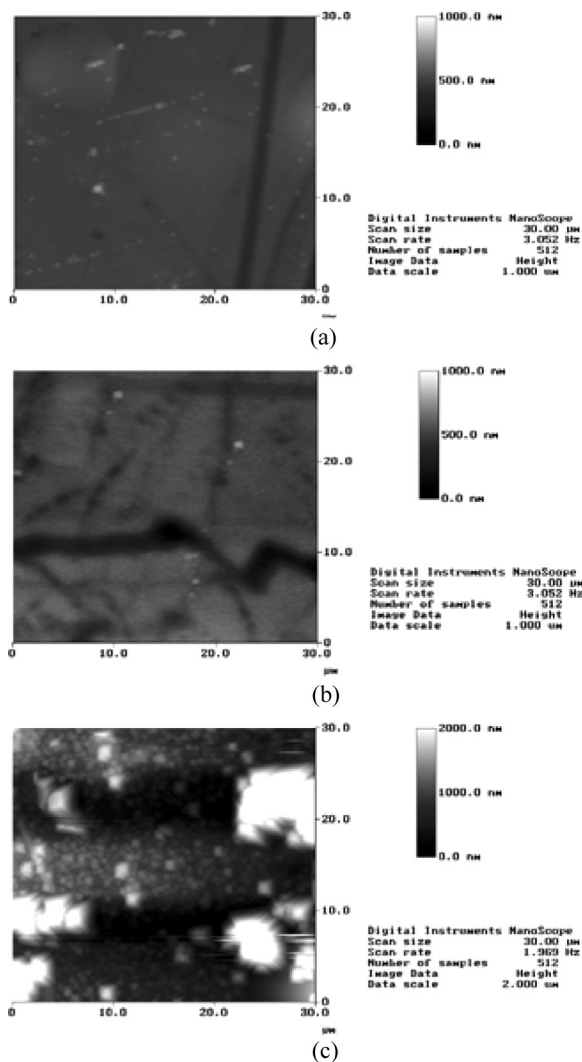 30.0
20.0
10.0
0
0 10.0 20.0 30.0
1000.0 nm
500.0 nm
0.0 nm
Digital Instruments NanoScope
Scan size 30.00 µm
Scan rate 3.052 Hz
Number of samples 512
Image Data Height
Data scale 1.000 um
(a)
30.0
20.0
10.0
0
0 10.0 20.0 30.0
µm
1000.0 nm
500.0 nm
0.0 nm
Digital Instruments NanoScope
Scan size 30.00 µm
Scan rate 3.052 Hz
Number of samples 512
Image Data Height
Data scale 1.000 um
(b)
30.0
20.0
10.0
0
0 10.0 20.0 30.0
µm
2000.0 nm
1000.0 nm
0.0 nm
Digital Instruments NanoScope
Scan size 30.00 µm
Scan rate 1.969 Hz
Number of samples 512
Image Data Height
Data scale 2.000 um
(c)